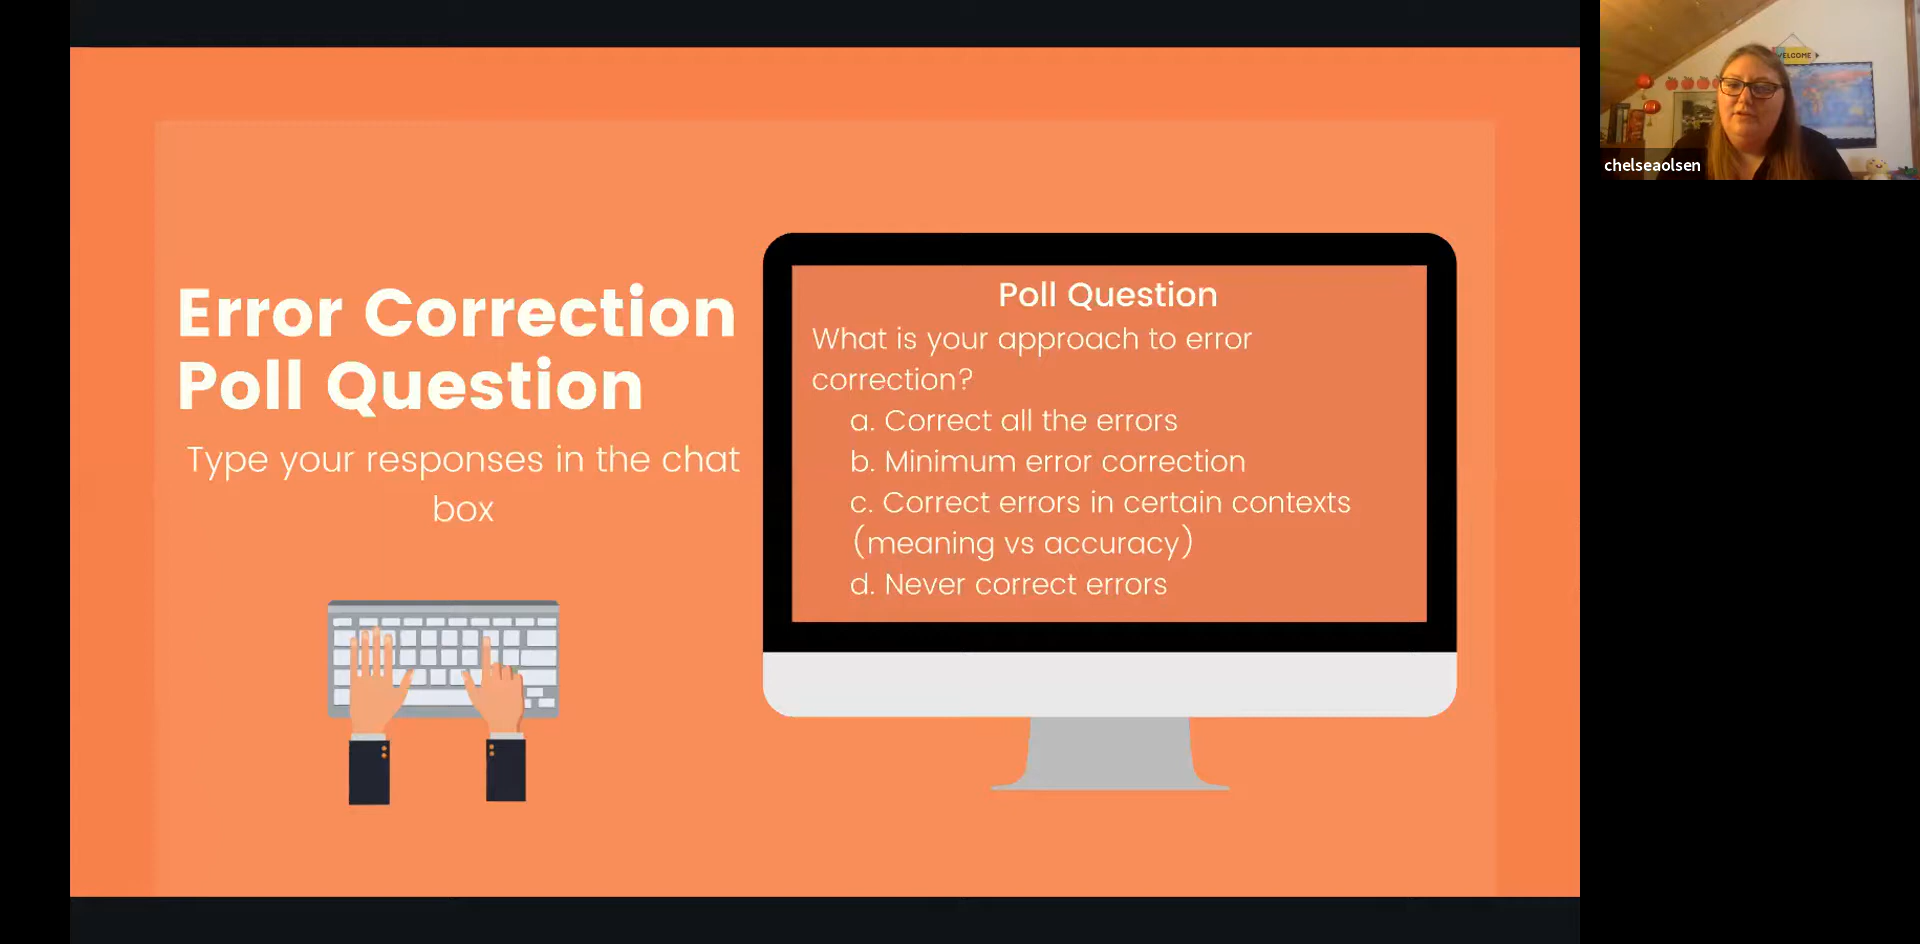 Error Correction
Poll Question
Type your responses in the chat
box
Poll Question
What is your approach to error
correction?
a. Correct all the errors
b. Minimum error correction
c. Correct errors in certain contexts
(meaning vs accuracy)
d. Never correct errors
WELCOME
chelseaolsen